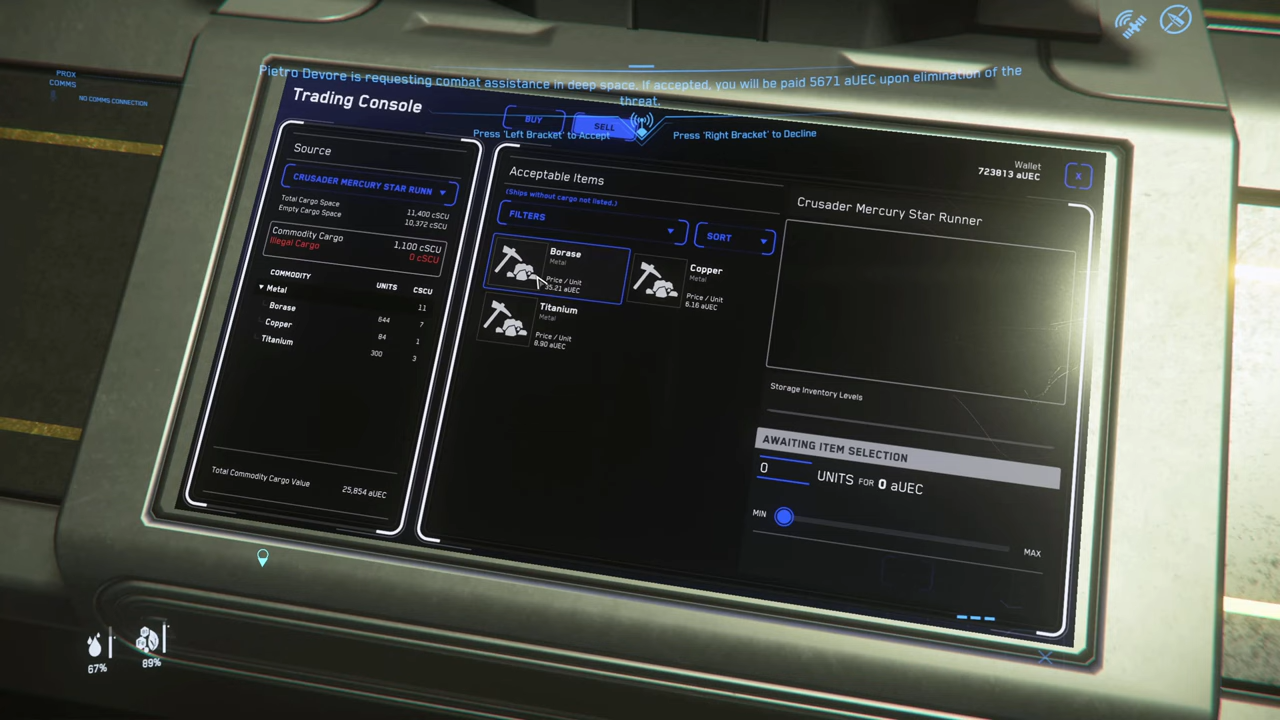 PROX
COMMS
NO COMMS CONNECTION
Pietro Devore is requesting combat assistance in deep space. If accepted, you will be paid 5671 aUEC upon elimination of the
threat.
Press 'Left Bracket' to Accept
Press 'Right Bracket' to Decline
Trading Console
BUY
SELL
Wallet
723813 aUEC
X
Source
CRUSADER MERCURY STAR RUNN
Total Cargo Space 11,400 cSCU
Empty Cargo Space 10,372 cSCU
Commodity Cargo 1,100 cSCU
Illegal Cargo 0 cSCU
COMMODITY UNITS CSCU
Metal 11
Borase 644 7
Copper 84 1
Titanium 300 3
Total Commodity Cargo Value 25,854 aUEC
Acceptable Items
(Ships without cargo not listed.)
FILTERS
SORT
Borase
Metal
Price / Unit
35.21 aUEC
Copper
Metal
Price / Unit
6.16 aUEC
Titanium
Metal
Price / Unit
8.90 aUEC
Crusader Mercury Star Runner
Storage Inventory Levels
AWAITING ITEM SELECTION
0 UNITS FOR 0 aUEC
MIN
MAX
67%
89%